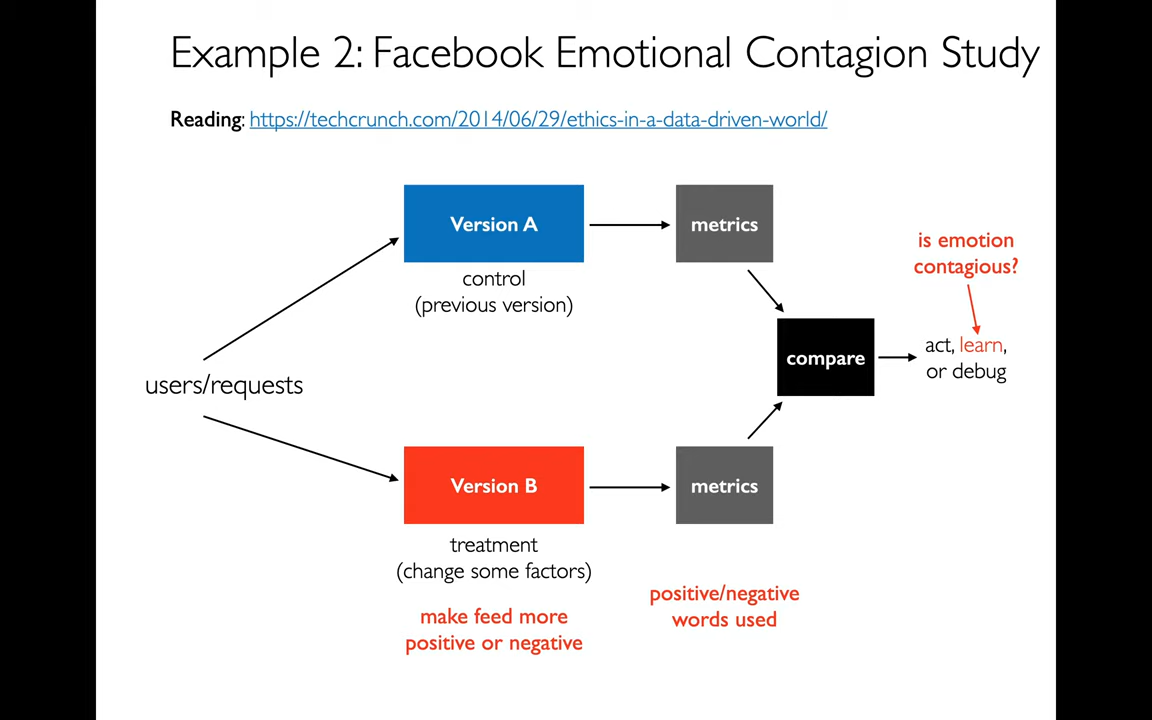 Example 2: Facebook Emotional Contagion Study
Reading: https://techcrunch.com/2014/06/29/ethics-in-a-data-driven-world/
Version A
metrics
control
(previous version)
is emotion
contagious?
users/requests
compare
act, learn,
or debug
Version B
metrics
treatment
(change some factors)
make feed more
positive or negative
positive/negative
words used